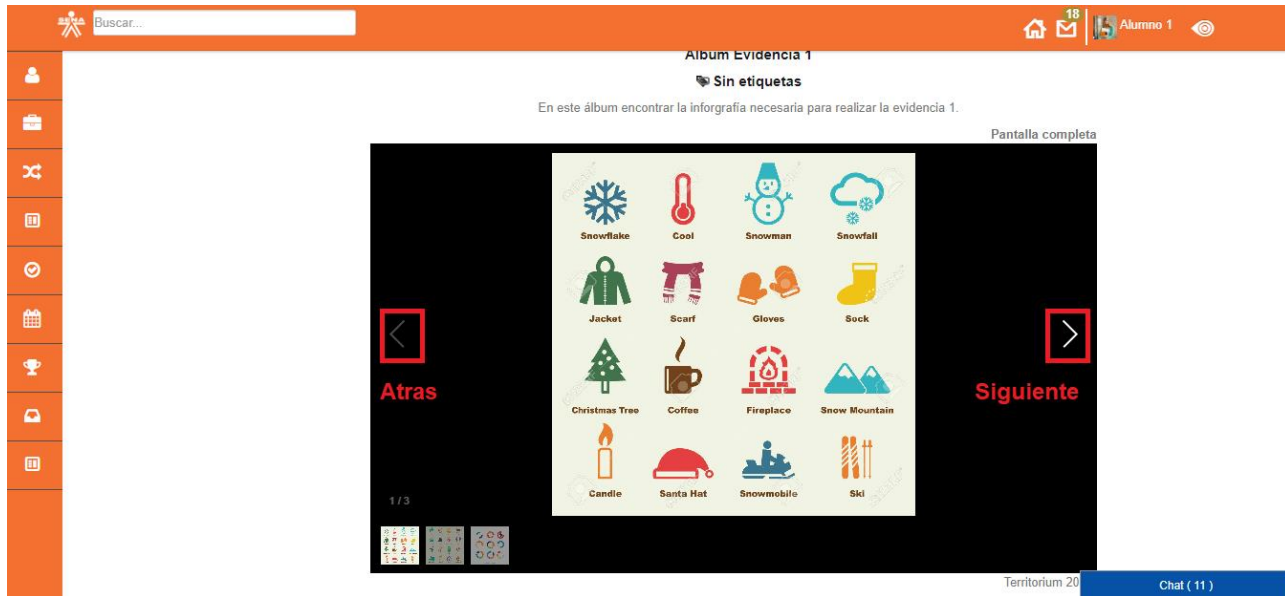 SENA
Buscar...
18
Alumno 1
Album Evidencia 1
Sin etiquetas
En este álbum encontrar la inforgrafía necesaria para realizar la evidencia 1.
Pantalla completa
Snowflake Cool Snowman Snowfall
Jacket Scarf Gloves Sock
Atras
Siguiente
Christmas Tree Coffee Fireplace Snow Mountain
Candle Santa Hat Snowmobile Ski
1 / 3
Territorium 20
Chat ( 11 )